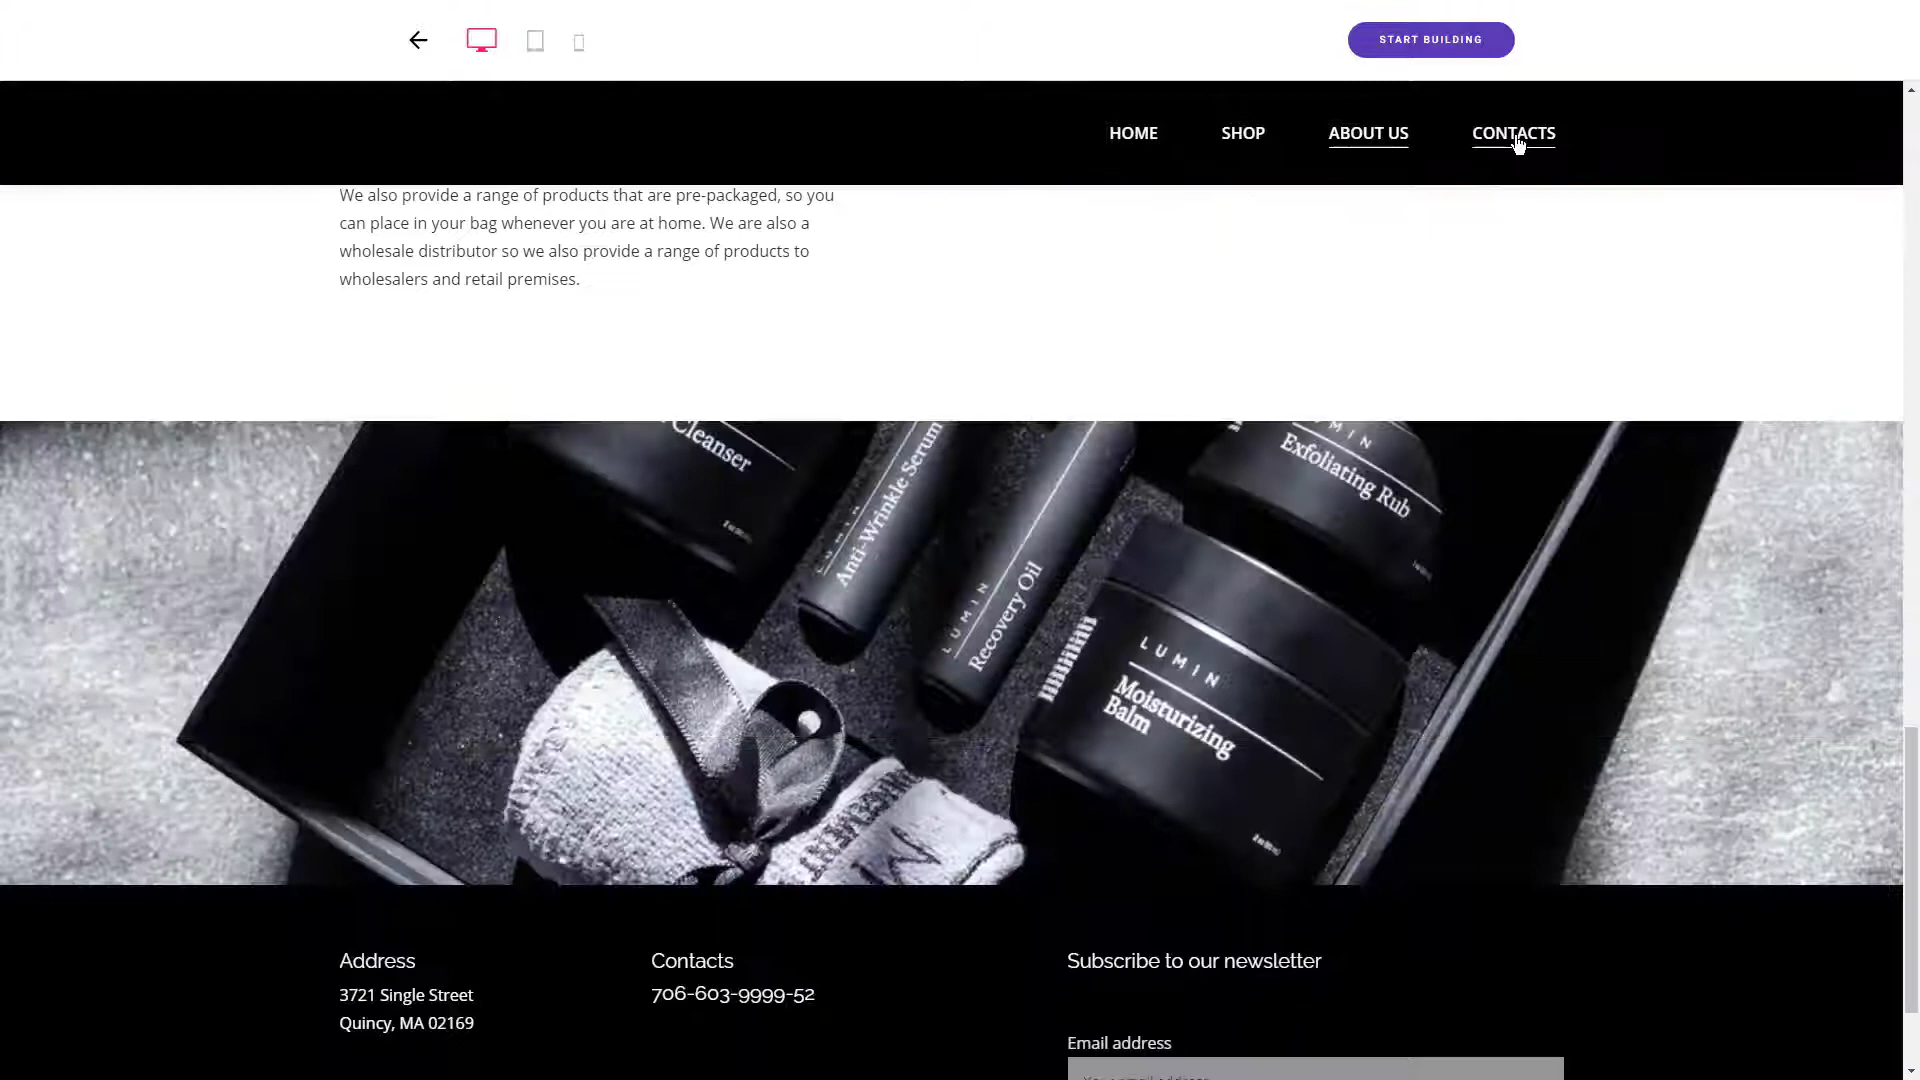 START BUILDING
HOME SHOP ABOUT US CONTACTS
We also provide a range of products that are pre-packaged, so you
can place in your bag whenever you are at home. We are also a
wholesale distributor so we also provide a range of products to
wholesalers and retail premises.
Cleanser
LUMIN
Anti-Wrinkle Serum
LUMIN
Recovery Oil
MIN
Exfoliating Rub
LUMIN
Moisturizing
Balm
Address
3721 Single Street
Quincy, MA 02169
Contacts
706-603-9999-52
Subscribe to our newsletter
Email address